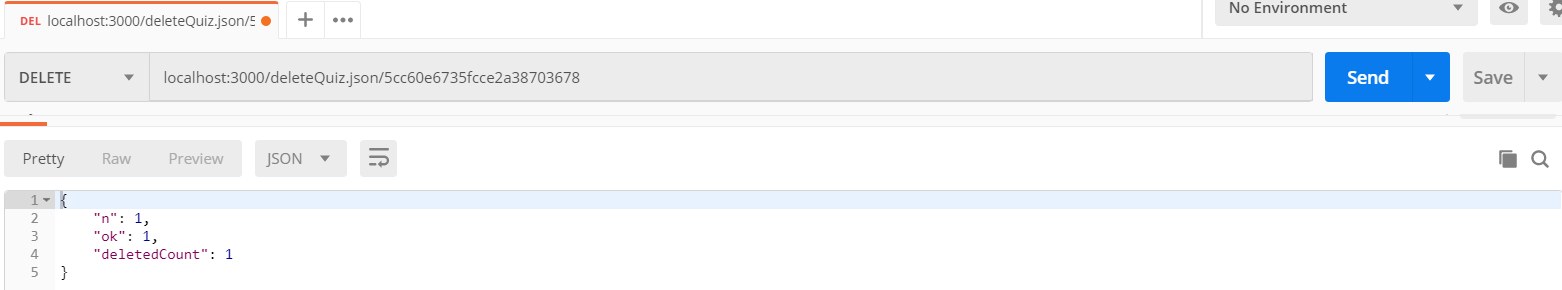 DEL localhost:3000/deleteQuiz.json/5
No Environment
DELETE localhost:3000/deleteQuiz.json/5cc60e6735fcce2a38703678 Send Save
Pretty Raw Preview JSON
1 {
2 "n": 1,
3 "ok": 1,
4 "deletedCount": 1
5 }